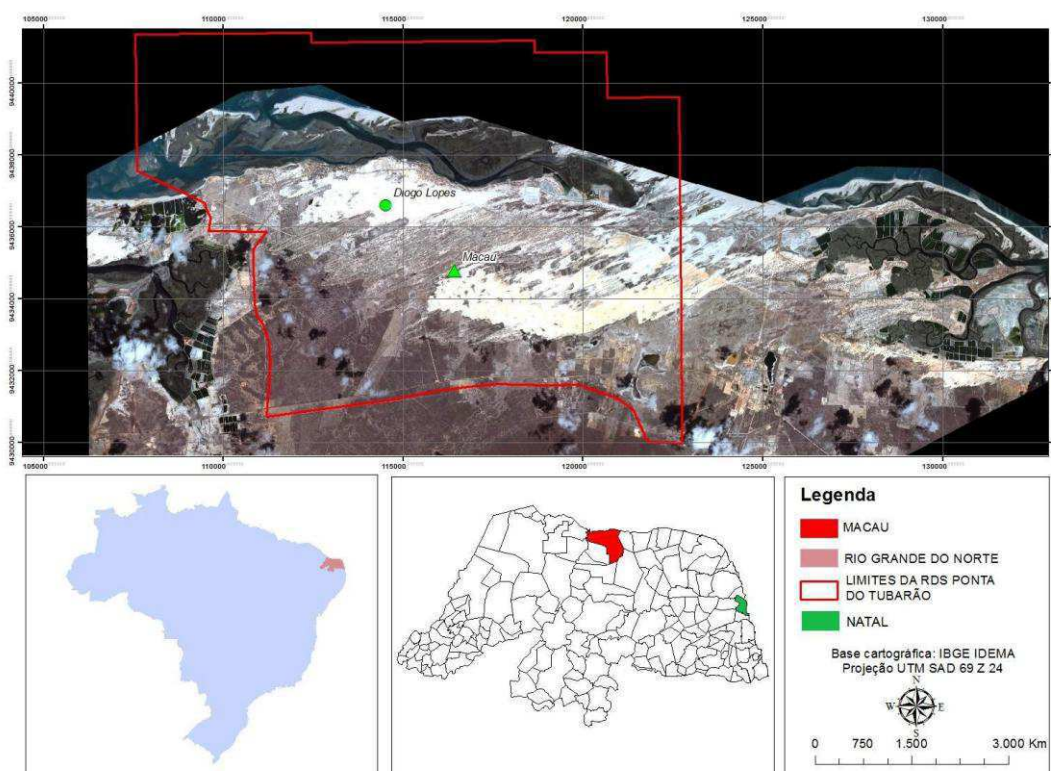 105000 110000 115000 120000 125000 130000
9440000
9438000
9436000
9434000
9432000
9430000
Diogo Lopes
Macau
105000 110000 115000 120000 125000 130000
Legenda
MACAU
RIO GRANDE DO NORTE
LIMITES DA RDS PONTA
DO TUBARÃO
NATAL
Base cartográfica: IBGE IDEMA
Projeção UTM SAD 69 Z 24
N
W E
S
0 750 1.500 3.000 Km